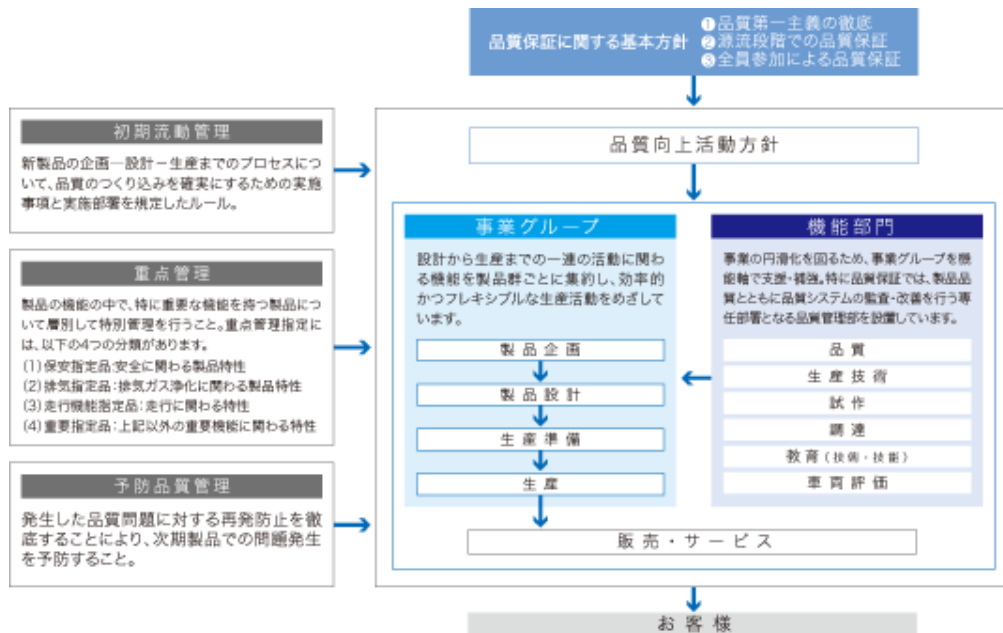 品質保証に関する基本方針
❶品質第一主義の徹底
❷源流段階での品質保証
❸全員参加による品質保証
初期流動管理
新製品の企画―設計－生産までのプロセスにつ
いて、品質のつくり込みを確実にするための実施
事項と実施部署を規定したルール。
重点管理
製品の機能の中で、特に重要な機能を持つ製品につ
いて層別して特別管理を行うこと。重点管理指定に
は、以下の4つの分類があります。
(1)保安指定品:安全に関わる製品特性
(2)排気指定品:排気ガス浄化に関わる製品特性
(3)走行機能指定品:走行に関わる特性
(4)重要指定品:上記以外の重要機能に関わる特性
予防品質管理
発生した品質問題に対する再発防止を徹
底することにより、次期製品での問題発生
を予防すること。
品質向上活動方針
事業グループ
設計から生産までの一連の活動に関わ
る機能を製品群ごとに集約し、効率的
かつフレキシブルな生産活動をめざして
います。
製品企画
製品設計
生産準備
生産
機能部門
事業の円滑化を図るため、事業グループを機
能軸で支援・補強。特に品質保証では、製品品
質とともに品質システムの監査・改善を行う専
任部署となる品質管理部を設置しています。
品質
生産技術
試作
調達
教育(技術・技能)
車両評価
販売・サービス
お客様